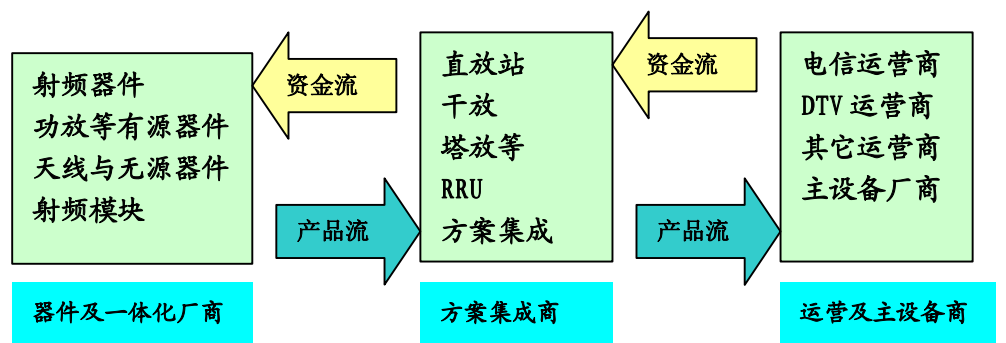 射频器件
功放等有源器件
天线与无源器件
射频模块
资金流
产品流
直放站
干放
塔放等
RRU
方案集成
资金流
产品流
电信运营商
DTV 运营商
其它运营商
主设备厂商
器件及一体化厂商
方案集成商
运营及主设备商